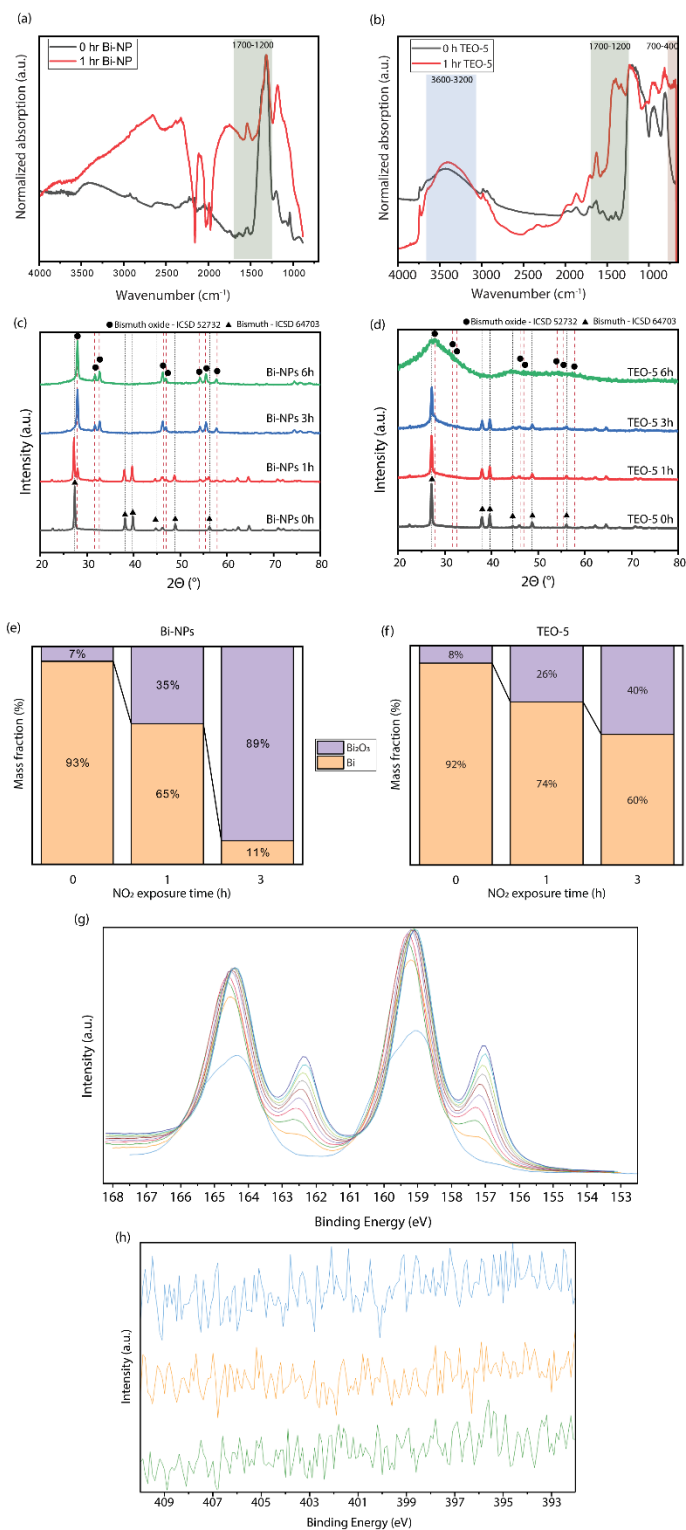 (a)
0 hr Bi-NP
1 hr Bi-NP
1700-1200
Normalized absorption (a.u.)
4000 3500 3000 2500 2000 1500 1000
Wavenumber (cm⁻¹)
(b)
0 h TEO-5
1 hr TEO-5
3600-3200
1700-1200
700-400
Normalized absorption (a.u.)
4000 3000 2000 1000
Wavenumber (cm⁻¹)
(c)
Bismuth oxide - ICSD 52732
Bismuth - ICSD 64703
Bi-NPs 6h
Bi-NPs 3h
Bi-NPs 1h
Bi-NPs 0h
Intensity (a.u.)
20 30 40 50 60 70 80
2Θ (°)
(d)
Bismuth oxide - ICSD 52732
Bismuth - ICSD 64703
TEO-5 6h
TEO-5 3h
TEO-5 1h
TEO-5 0h
Intensity (a.u.)
20 30 40 50 60 70 80
2Θ (°)
(e)
Bi-NPs
7%
35%
89%
93%
65%
11%
Mass fraction (%)
0 1 3
NO₂ exposure time (h)
Bi₂O₃
Bi
(f)
TEO-5
8%
26%
40%
92%
74%
60%
Mass fraction (%)
0 1 3
NO₂ exposure time (h)
(g)
Intensity (a.u.)
168 167 166 165 164 163 162 161 160 159 158 157 156 155 154 153
Binding Energy (eV)
(h)
Intensity (a.u.)
409 407 405 403 401 399 397 395 393
Binding Energy (eV)